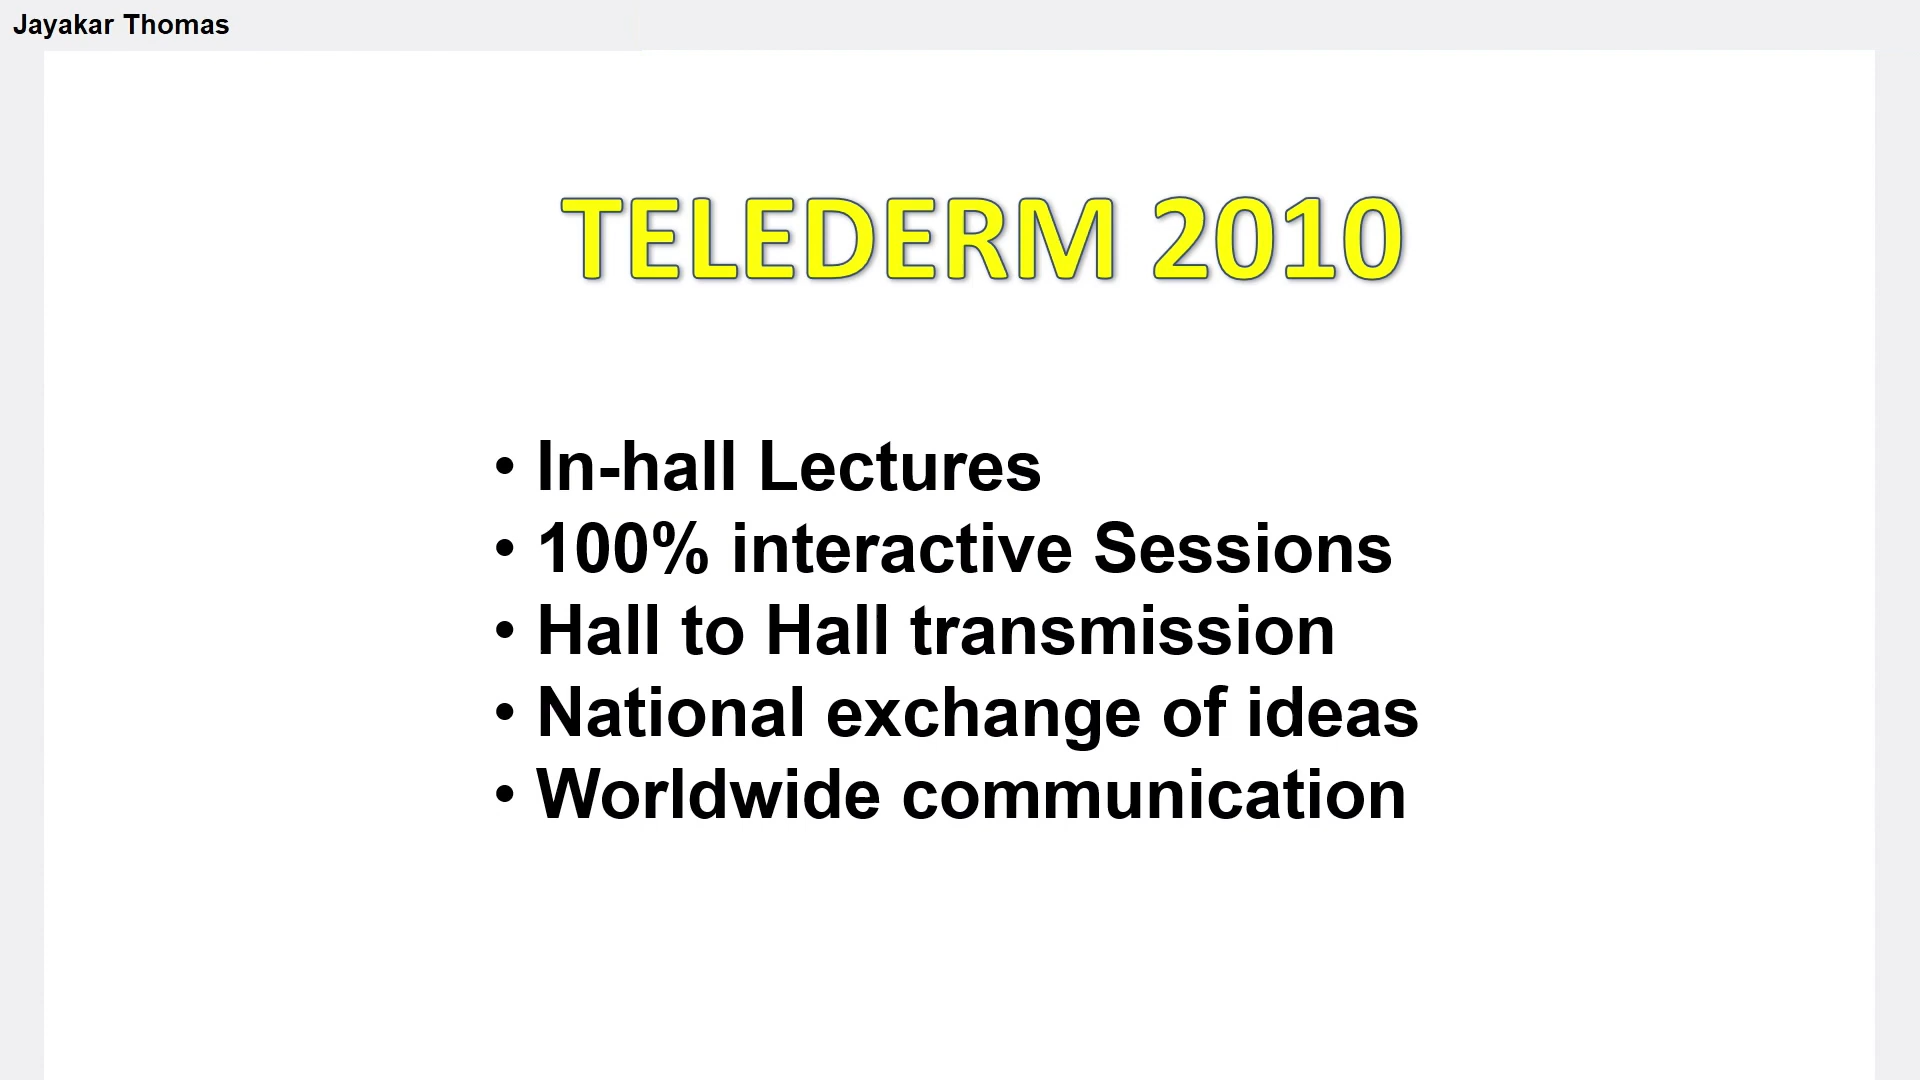 Jayakar Thomas
TELEDERM 2010
• In-hall Lectures
• 100% interactive Sessions
• Hall to Hall transmission
• National exchange of ideas
• Worldwide communication